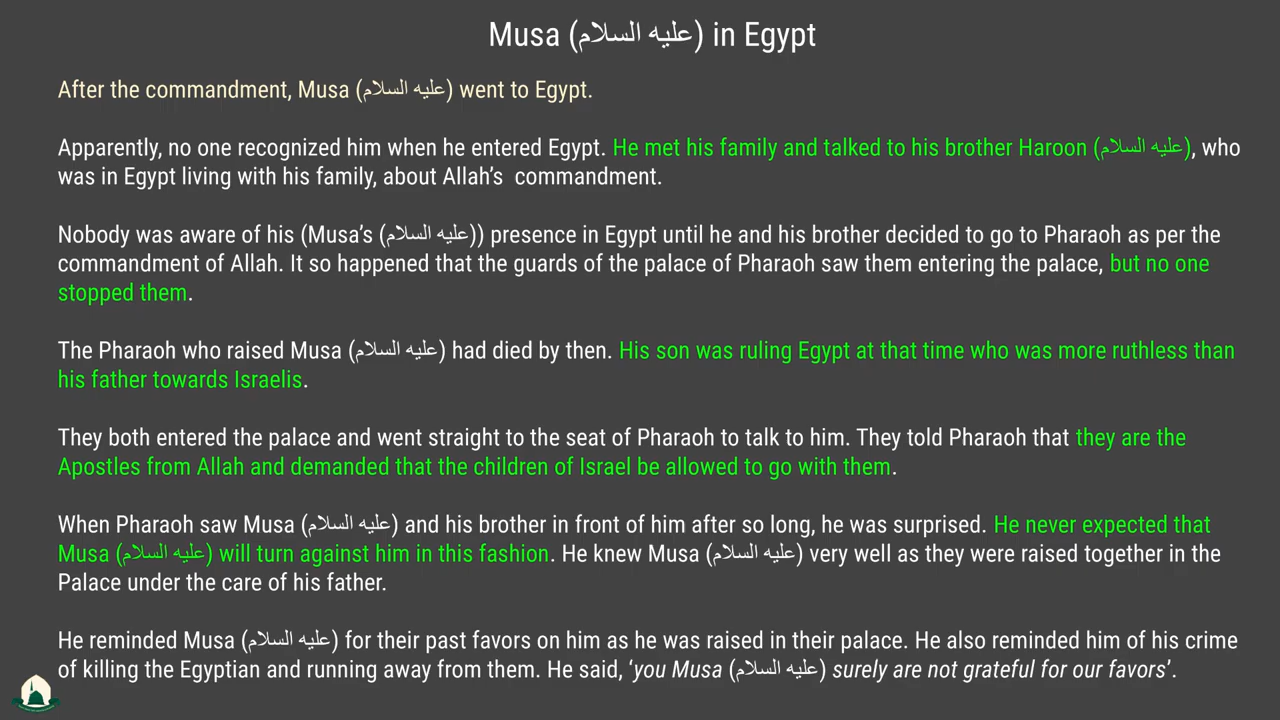 Musa (عليه السلام) in Egypt
After the commandment, Musa (عليه السلام) went to Egypt.
Apparently, no one recognized him when he entered Egypt. He met his family and talked to his brother Haroon (عليه السلام), who
was in Egypt living with his family, about Allah’s  commandment.
Nobody was aware of his (Musa’s (عليه السلام)) presence in Egypt until he and his brother decided to go to Pharaoh as per the
commandment of Allah. It so happened that the guards of the palace of Pharaoh saw them entering the palace, but no one
stopped them.
The Pharaoh who raised Musa (عليه السلام) had died by then. His son was ruling Egypt at that time who was more ruthless than
his father towards Israelis.
They both entered the palace and went straight to the seat of Pharaoh to talk to him. They told Pharaoh that they are the
Apostles from Allah and demanded that the children of Israel be allowed to go with them.
When Pharaoh saw Musa (عليه السلام) and his brother in front of him after so long, he was surprised. He never expected that
Musa (عليه السلام) will turn against him in this fashion. He knew Musa (عليه السلام) very well as they were raised together in the
Palace under the care of his father.
He reminded Musa (عليه السلام) for their past favors on him as he was raised in their palace. He also reminded him of his crime
of killing the Egyptian and running away from them. He said, ‘you Musa (عليه السلام) surely are not grateful for our favors’.